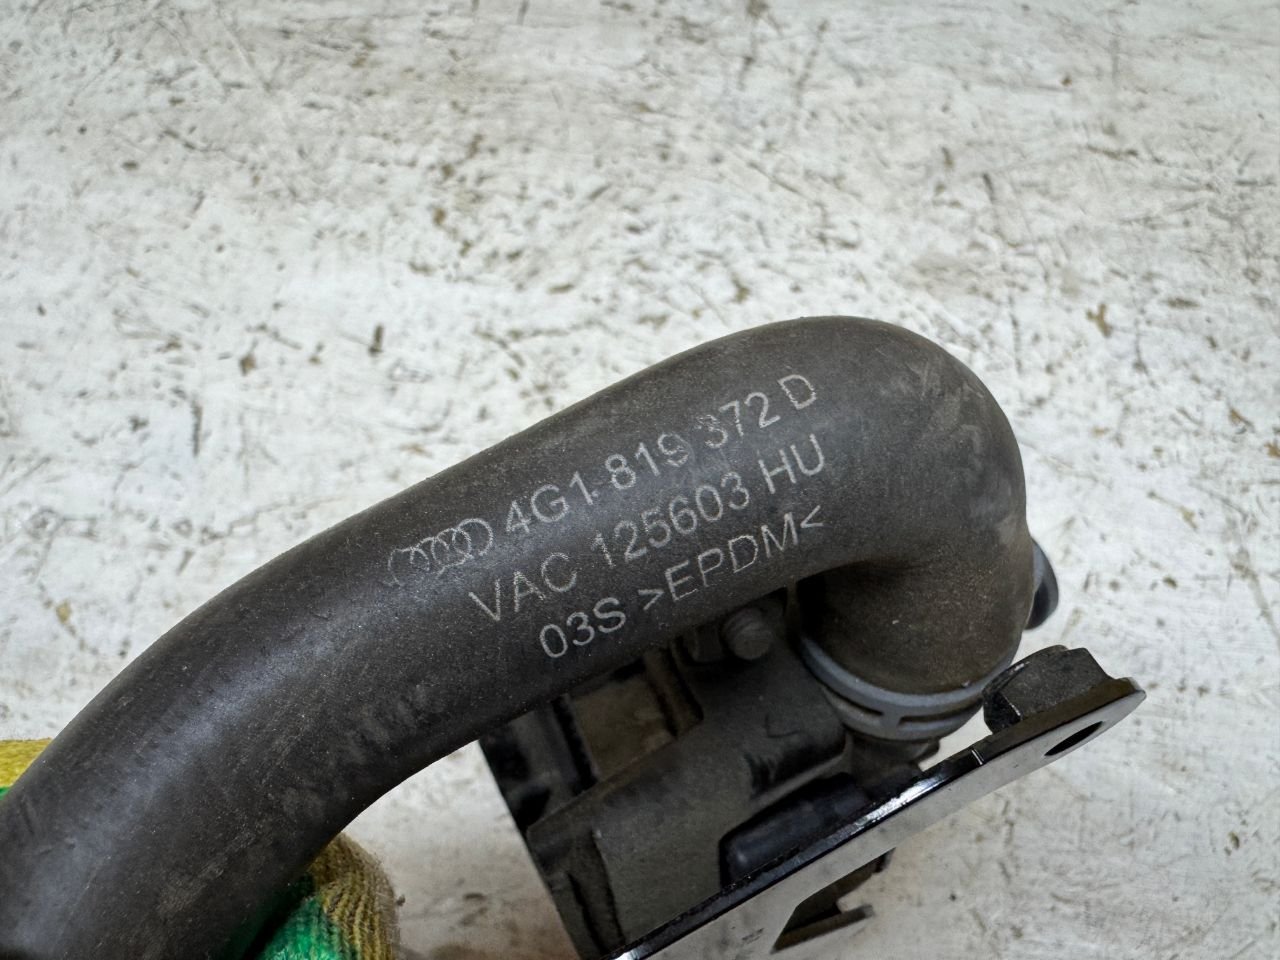 4G1 819 372 D
VAC 125603 HU
03S >EPDM<